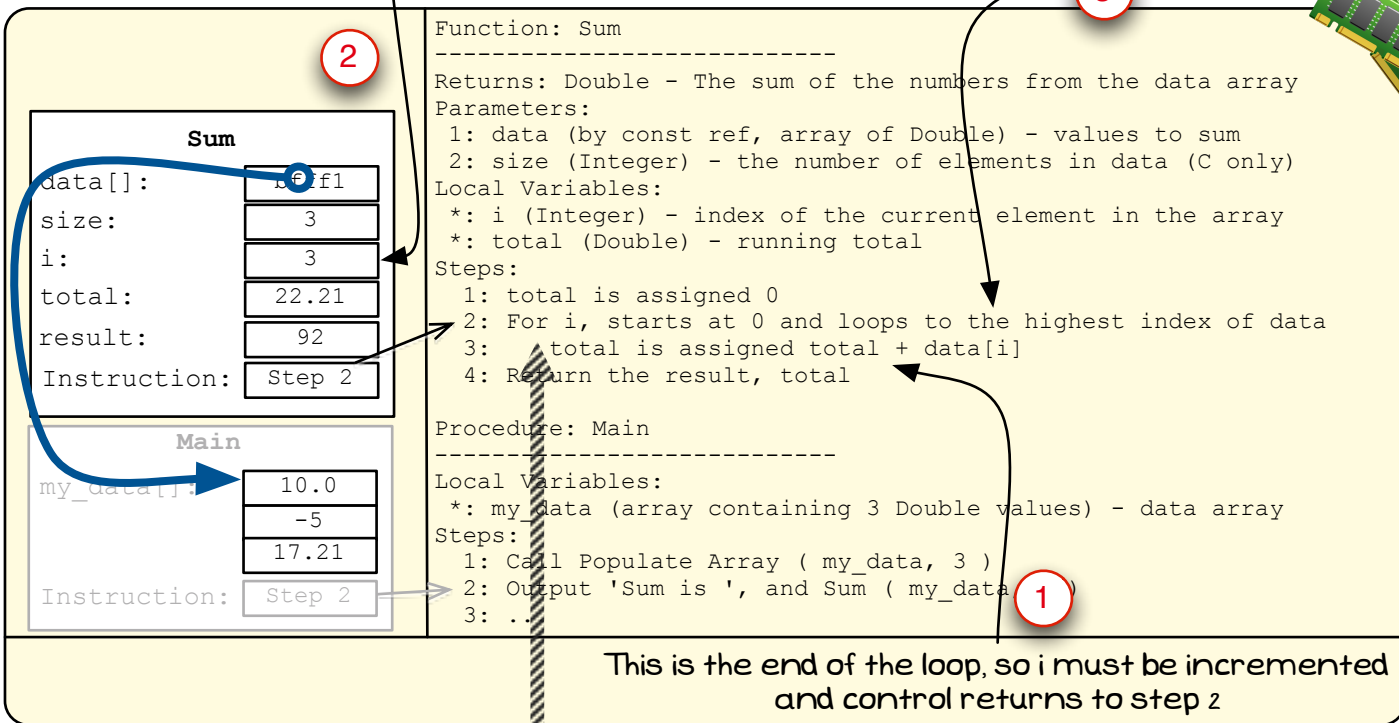 2
Sum
data[]:
size: 3
i: 3
total: 22.21
result: 92
Instruction: Step 2
Main
my_data[]: 10.0
-5
17.21
Instruction: Step 2
Function: Sum
----------------------------
Returns: Double - The sum of the numbers from the data array
Parameters:
1: data (by const ref, array of Double) - values to sum
2: size (Integer) - the number of elements in data (C only)
Local Variables:
*: i (Integer) - index of the current element in the array
*: total (Double) - running total
Steps:
1: total is assigned 0
2: For i, starts at 0 and loops to the highest index of data
3: total is assigned total + data[i]
4: Return the result, total
Procedure: Main
----------------------------
Local Variables:
*: my_data (array containing 3 Double values) - data array
Steps:
1: Call Populate Array ( my_data, 3 )
2: Output 'Sum is ', and Sum ( my_data, )
3: ..
1
This is the end of the loop, so i must be incremented
and control returns to step 2